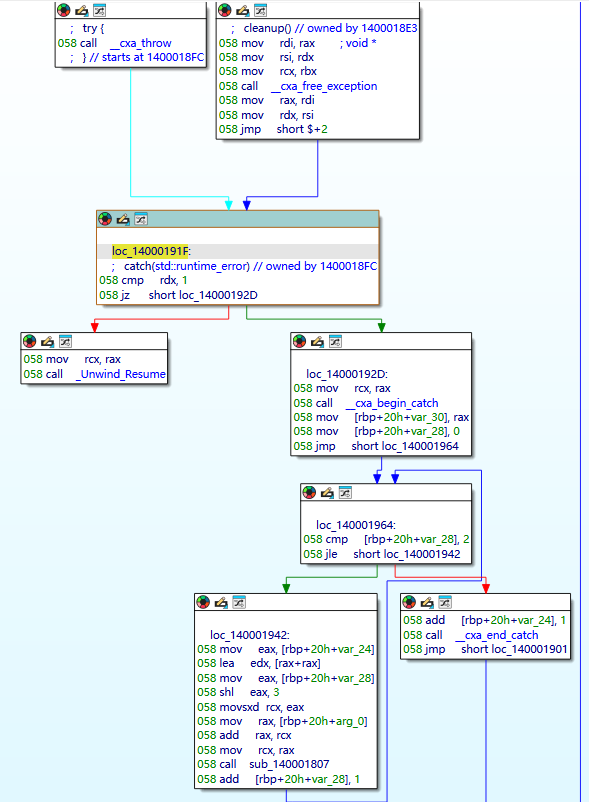 ; try {
058 call __cxa_throw
; } // starts at 1400018FC
; cleanup() // owned by 1400018E3
058 mov rdi, rax ; void *
058 mov rsi, rdx
058 mov rcx, rbx
058 call __cxa_free_exception
058 mov rax, rdi
058 mov rdx, rsi
058 jmp short $+2
loc_14000191F:
; catch(std::runtime_error) // owned by 1400018FC
058 cmp rdx, 1
058 jz short loc_14000192D
058 mov rcx, rax
058 call _Unwind_Resume
loc_14000192D:
058 mov rcx, rax
058 call __cxa_begin_catch
058 mov [rbp+20h+var_30], rax
058 mov [rbp+20h+var_28], 0
058 jmp short loc_140001964
loc_140001964:
058 cmp [rbp+20h+var_28], 2
058 jle short loc_140001942
loc_140001942:
058 mov eax, [rbp+20h+var_24]
058 lea edx, [rax+rax]
058 mov eax, [rbp+20h+var_28]
058 shl eax, 3
058 movsxd rcx, eax
058 mov rax, [rbp+20h+arg_0]
058 add rax, rcx
058 mov rcx, rax
058 call sub_140001807
058 add [rbp+20h+var_28], 1
058 add [rbp+20h+var_24], 1
058 call __cxa_end_catch
058 jmp short loc_140001901